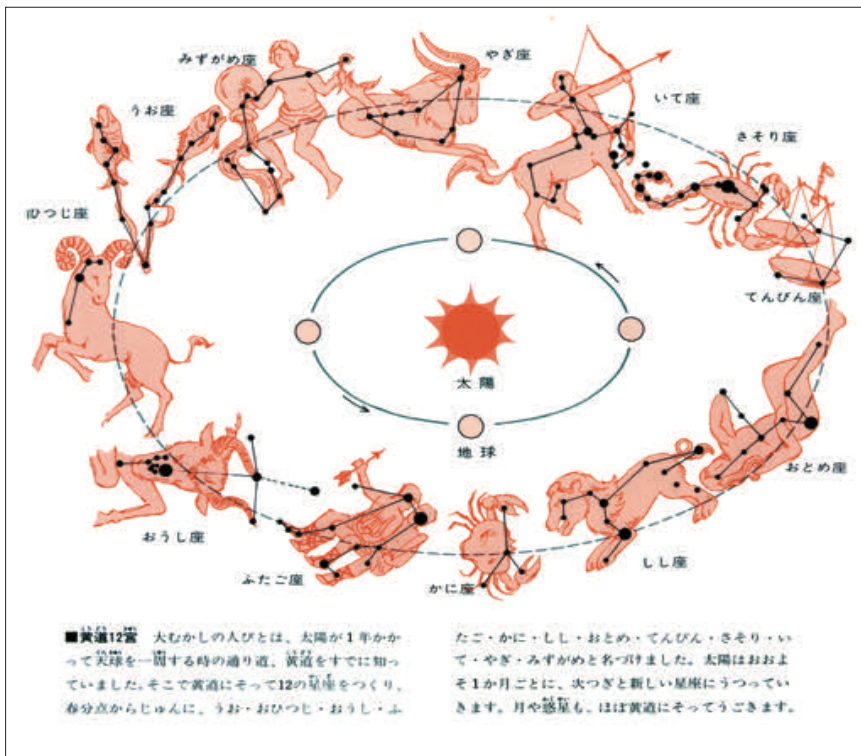 やぎ座
みずがめ座
いて座
うお座
さそり座
おひつじ座
てんびん座
太陽
地球
おとめ座
おうし座
しし座
ふたご座
かに座
■黄道12宮 大むかしの人びとは、太陽が1年かか
って天球を一周する時の通り道、黄道をすでに知っ
ていました。そこで黄道にそって12の星座をつくり、
春分点からじゅんに、うお・おひつじ・おうし・ふ
たご・かに・しし・おとめ・てんびん・さそり・い
て・やぎ・みずがめと名づけました。太陽はおおよ
そ1か月ごとに、次つぎと新しい星座にうつってい
きます。月や惑星も、ほぼ黄道にそってうごきます。